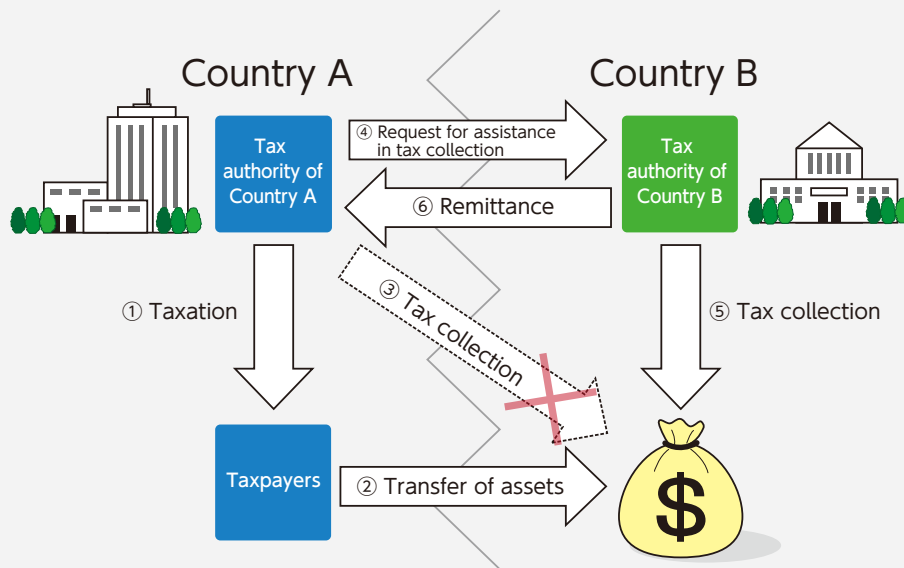 Country A
Country B
Tax
authority of
Country A
④ Request for assistance
in tax collection
Tax
authority of
Country B
⑥ Remittance
① Taxation
③ Tax collection
⑤ Tax collection
Taxpayers
② Transfer of assets
$